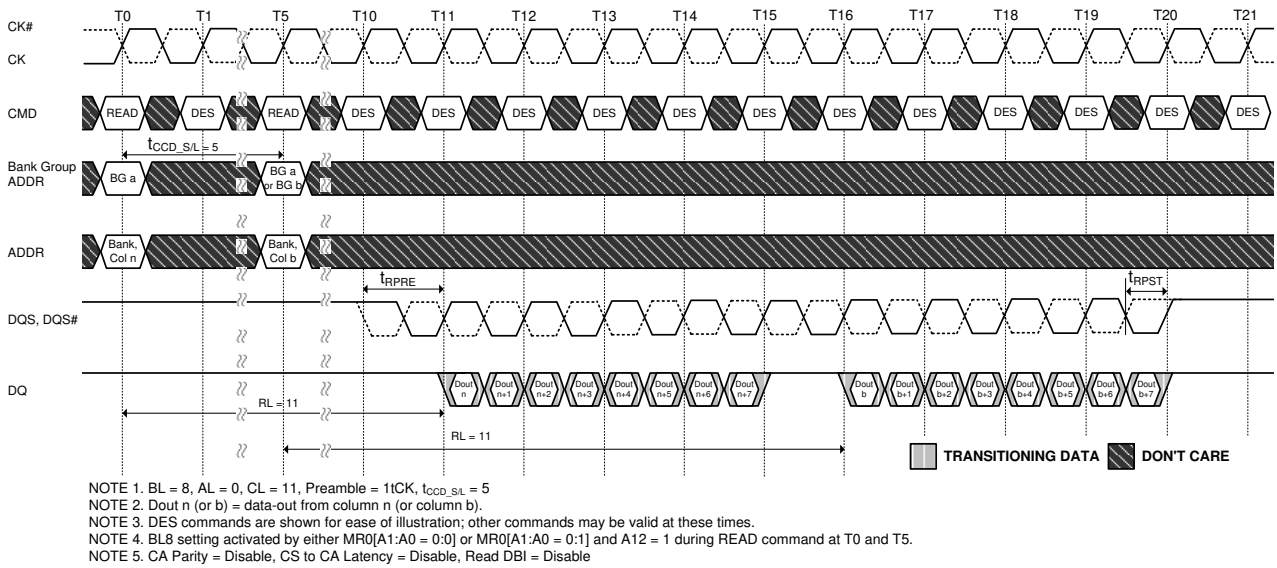 T0 T1 T5 T10 T11 T12 T13 T14 T15 T16 T17 T18 T19 T20 T21
CK#
CK
CMD READ DES READ DES DES DES DES DES DES DES DES DES DES DES DES
tCCD_S/L = 5
Bank Group
ADDR
BG a
BG a
or BG b
ADDR
Bank,
Col n
Bank,
Col b
tRPRE
tRPST
DQS, DQS#
DQ
Dout
n
Dout
n+1
Dout
n+2
Dout
n+3
Dout
n+4
Dout
n+5
Dout
n+6
Dout
n+7
Dout
b
Dout
b+1
Dout
b+2
Dout
b+3
Dout
b+4
Dout
b+5
Dout
b+6
Dout
b+7
RL = 11
RL = 11
TRANSITIONING DATA
DON'T CARE
NOTE 1. BL = 8, AL = 0, CL = 11, Preamble = 1tCK, tCCD_S/L = 5
NOTE 2. Dout n (or b) = data-out from column n (or column b).
NOTE 3. DES commands are shown for ease of illustration; other commands may be valid at these times.
NOTE 4. BL8 setting activated by either MR0[A1:A0 = 0:0] or MR0[A1:A0 = 0:1] and A12 = 1 during READ command at T0 and T5.
NOTE 5. CA Parity = Disable, CS to CA Latency = Disable, Read DBI = Disable